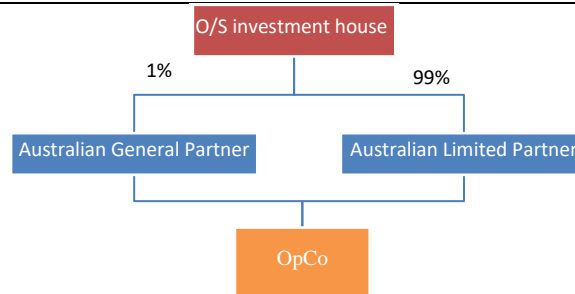 O/S investment house
1%
99%
Australian General Partner
Australian Limited Partner
OpCo